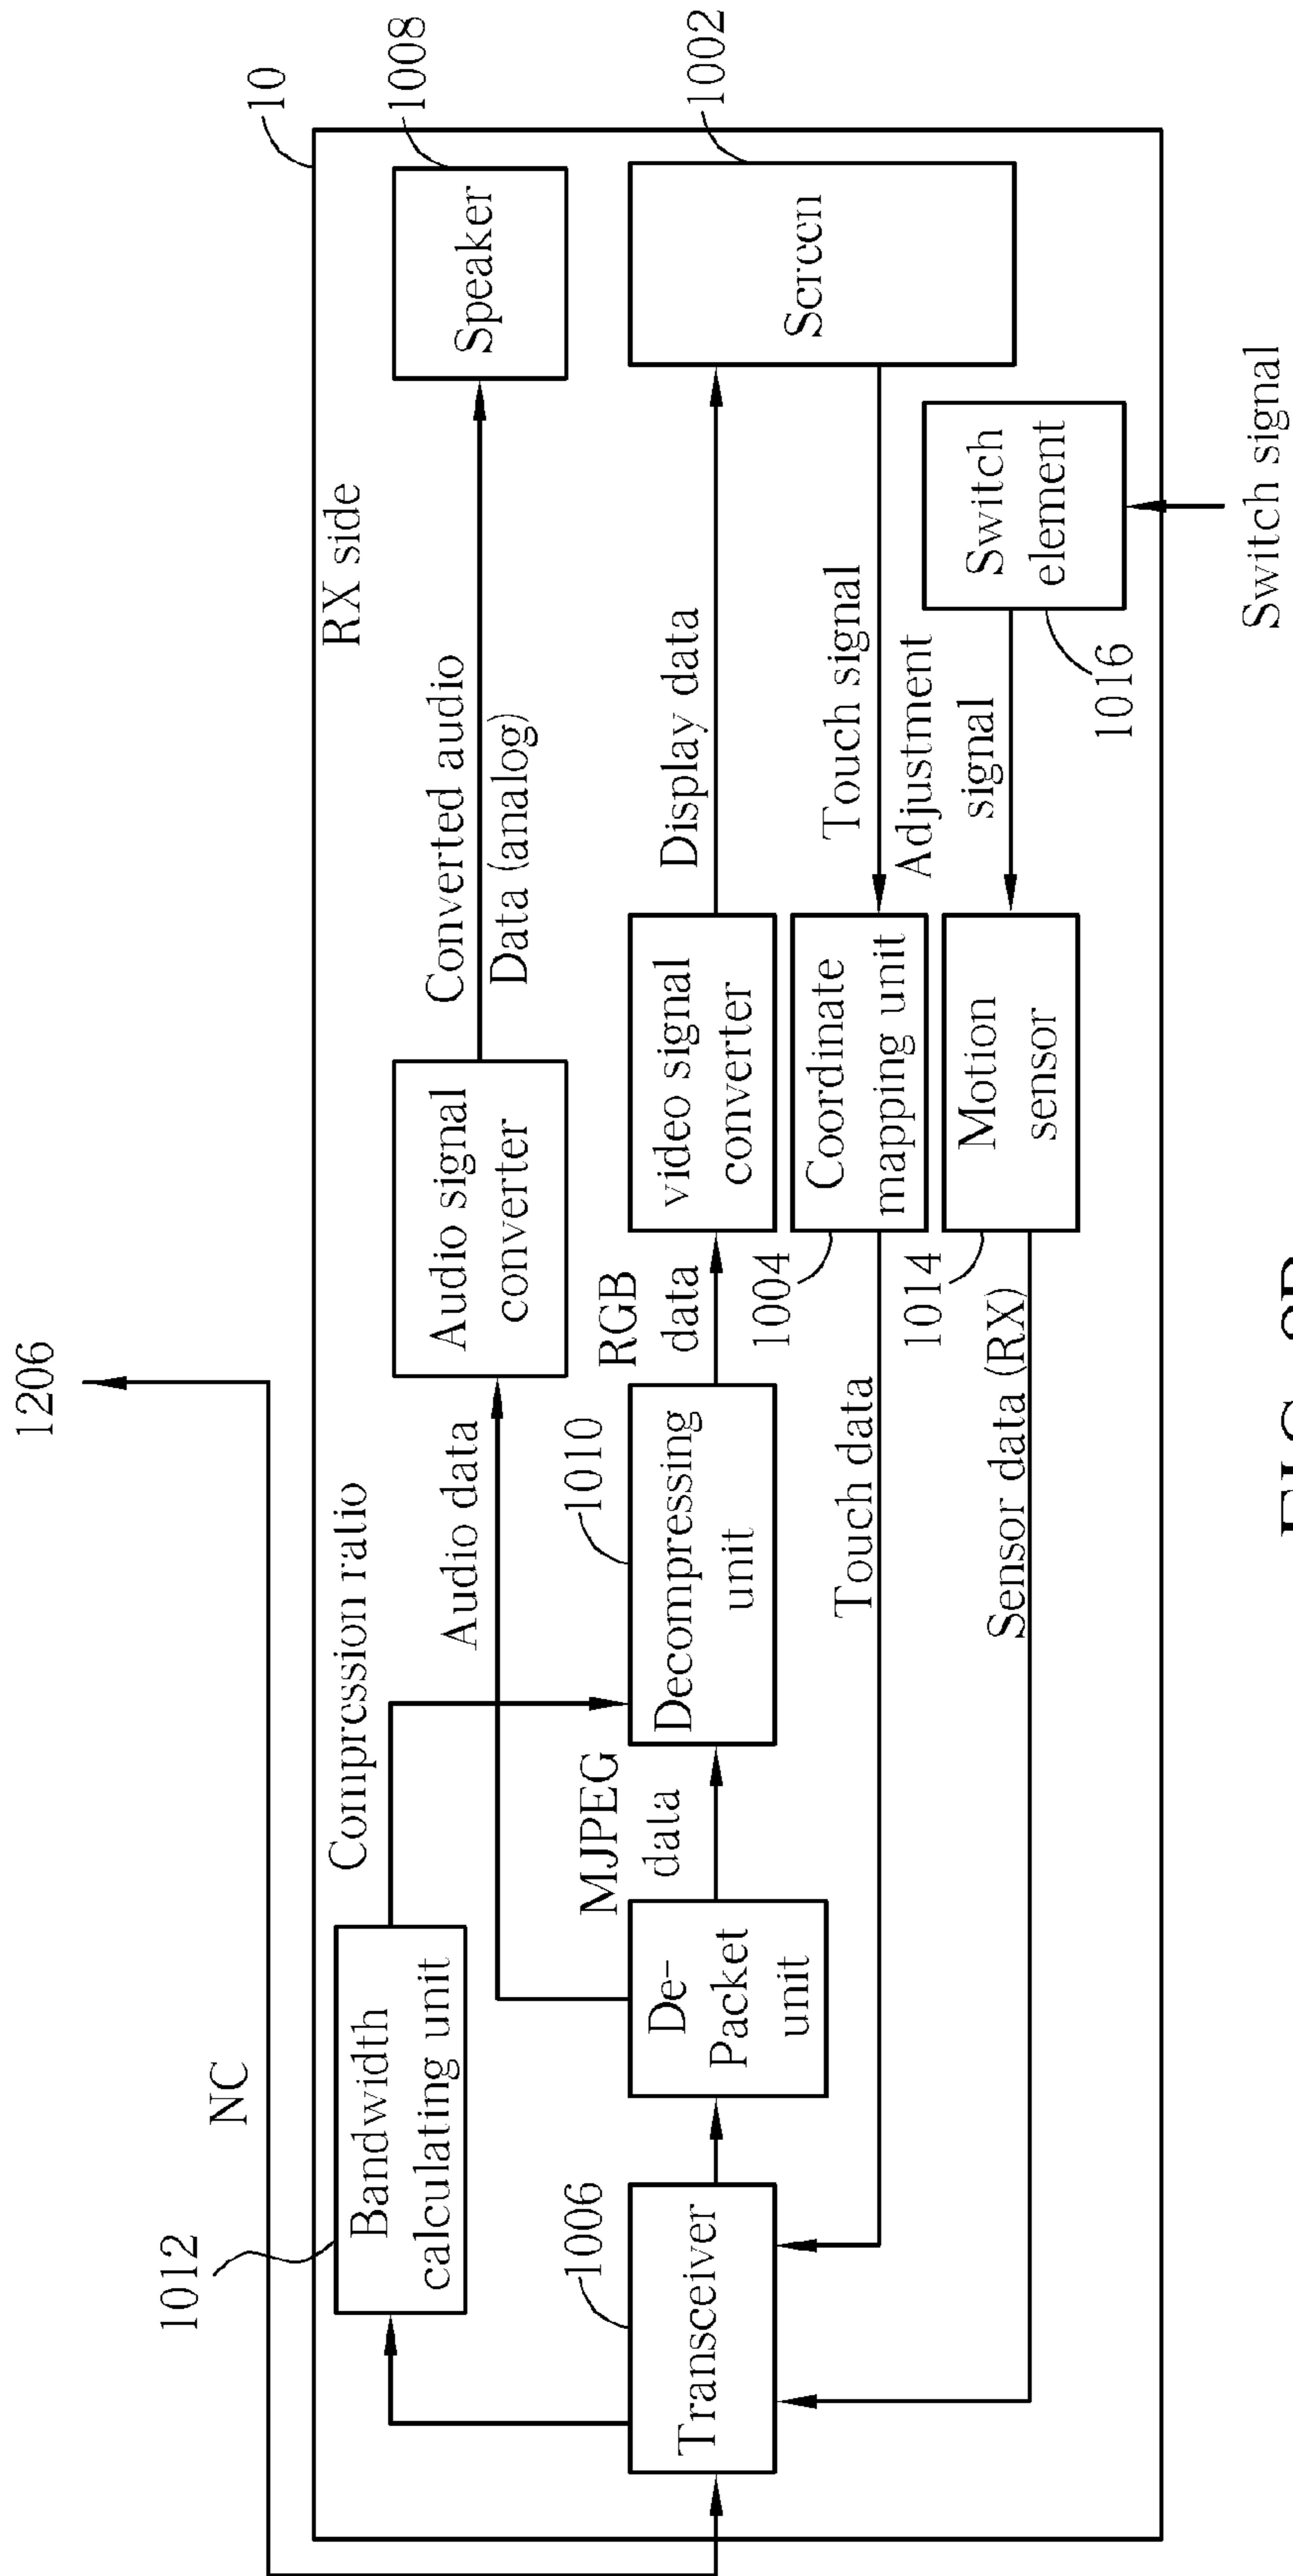 1206
NC
10
RX side
1012
Bandwidth
calculating unit
Compression ratio
Audio data
Audio signal
converter
Converted audio
Data (analog)
Speaker
1008
1006
Transceiver
De-
Packet
unit
MJPEG
data
1010
Decompressing
unit
RGB
data
video signal
converter
Display data
Screen
1002
Touch data
1004
Coordinate
mapping unit
Touch signal
Sensor data (RX)
1014
Motion
sensor
Adjustment
signal
Switch
element
1016
Switch signal